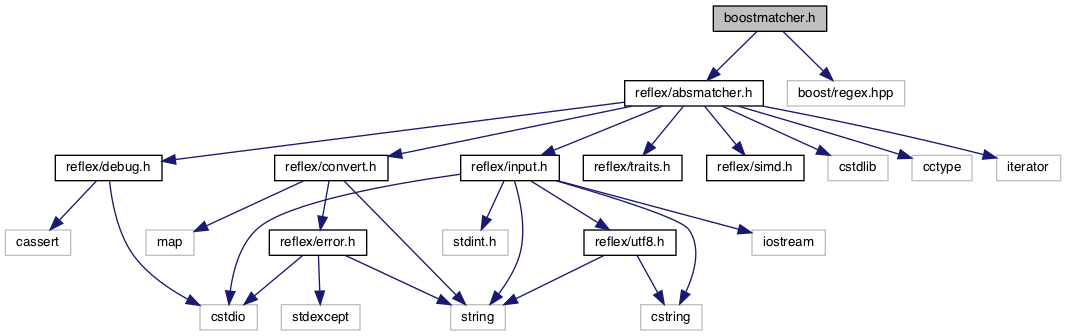 boostmatcher.h
reflex/absmatcher.h
boost/regex.hpp
reflex/debug.h
reflex/convert.h
reflex/input.h
reflex/traits.h
reflex/simd.h
cstdlib
cctype
iterator
cassert
map
reflex/error.h
stdint.h
reflex/utf8.h
iostream
cstdio
stdexcept
string
cstring